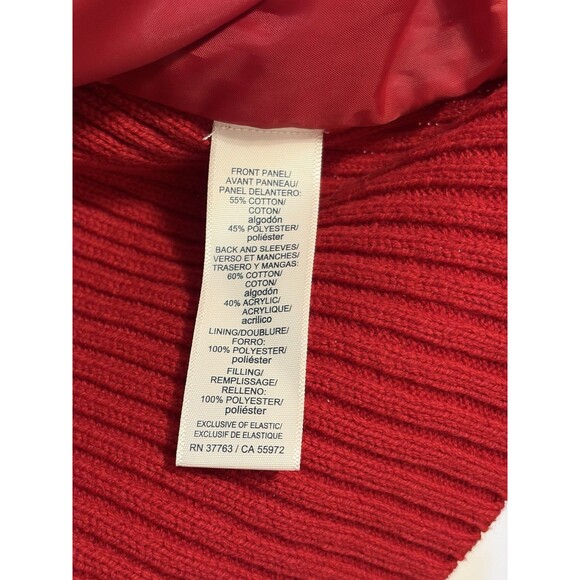 FRONT PANEL/
AVANT PANNEAU/
PANEL DELANTERO:
55% COTTON/
COTON/
algodón
45% POLYESTER/
poliéster
BACK AND SLEEVES/
VERSO ET MANCHES/
TRASERO Y MANGAS:
60% COTTON/
COTON/
algodón
40% ACRYLIC/
ACRYLIQUE/
acrilico
LINING/DOUBLURE/
FORRO:
100% POLYESTER/
poliéster
FILLING/
REMPLISSAGE/
RELLENO:
100% POLYESTER/
poliéster
EXCLUSIVE OF ELASTIC/
EXCLUSIF DE ELASTIQUE
RN 37763 / CA 55972